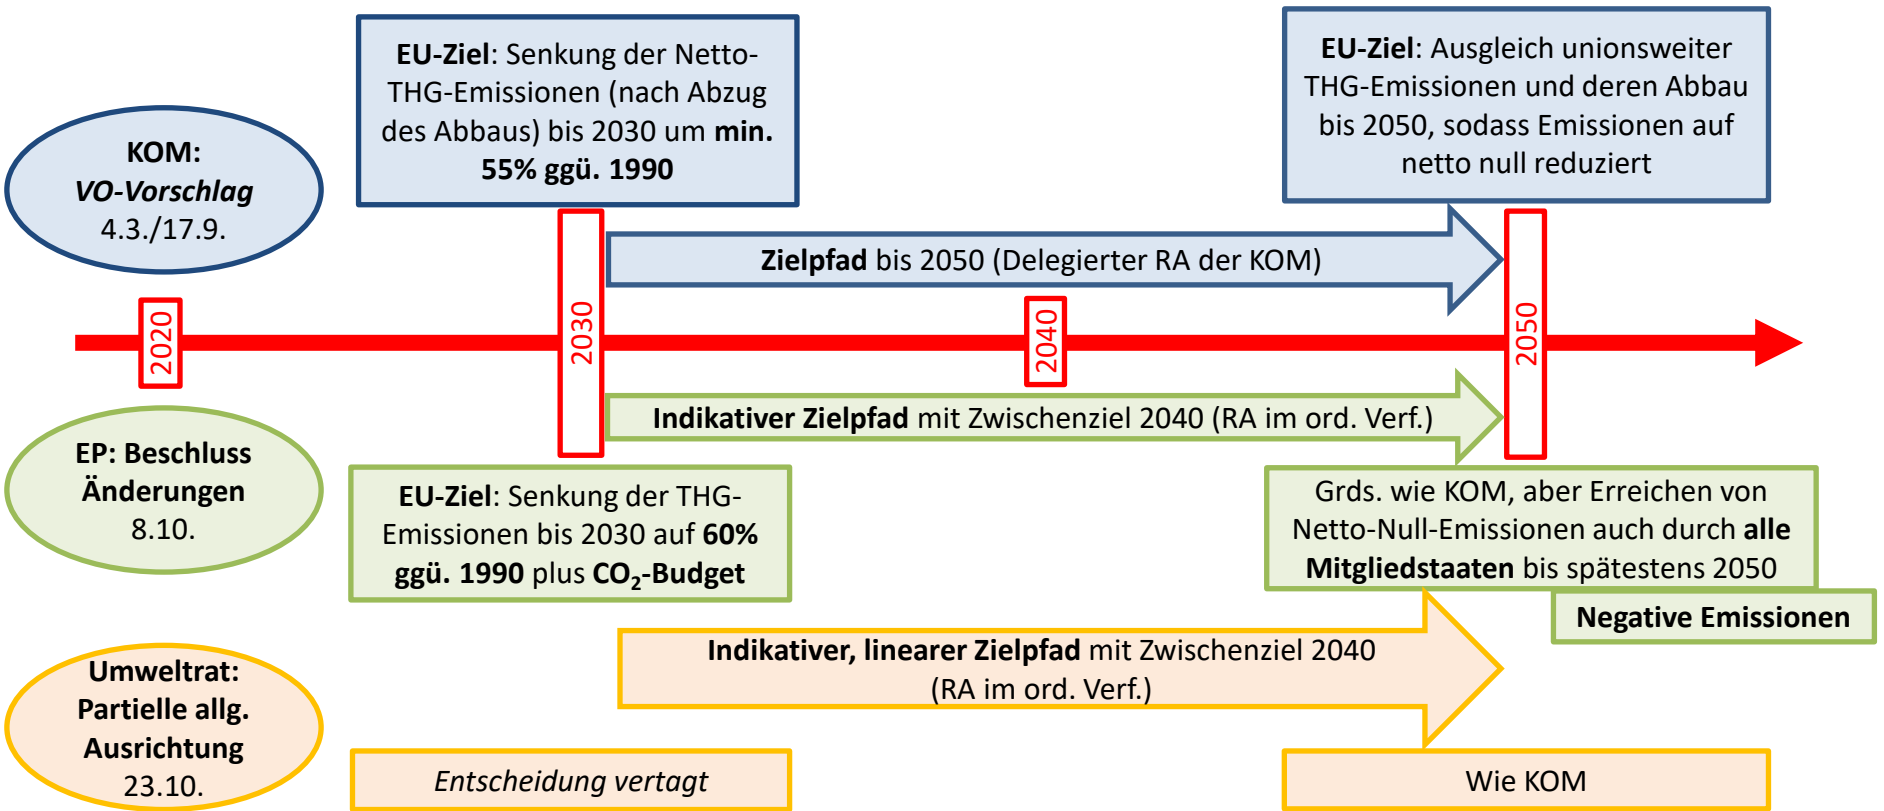 EU-Ziel: Senkung der Netto-
THG-Emissionen (nach Abzug
des Abbaus) bis 2030 um min.
55% ggü. 1990
EU-Ziel: Ausgleich unionsweiter
THG-Emissionen und deren Abbau
bis 2050, sodass Emissionen auf
netto null reduziert
KOM:
VO-Vorschlag
4.3./17.9.
Zielpfad bis 2050 (Delegierter RA der KOM)
2020
2030
2040
2050
Indikativer Zielpfad mit Zwischenziel 2040 (RA im ord. Verf.)
EP: Beschluss
Änderungen
8.10.
EU-Ziel: Senkung der THG-
Emissionen bis 2030 auf 60%
ggü. 1990 plus CO₂-Budget
Grds. wie KOM, aber Erreichen von
Netto-Null-Emissionen auch durch alle
Mitgliedstaaten bis spätestens 2050
Negative Emissionen
Umweltrat:
Partielle allg.
Ausrichtung
23.10.
Indikativer, linearer Zielpfad mit Zwischenziel 2040
(RA im ord. Verf.)
Entscheidung vertagt
Wie KOM